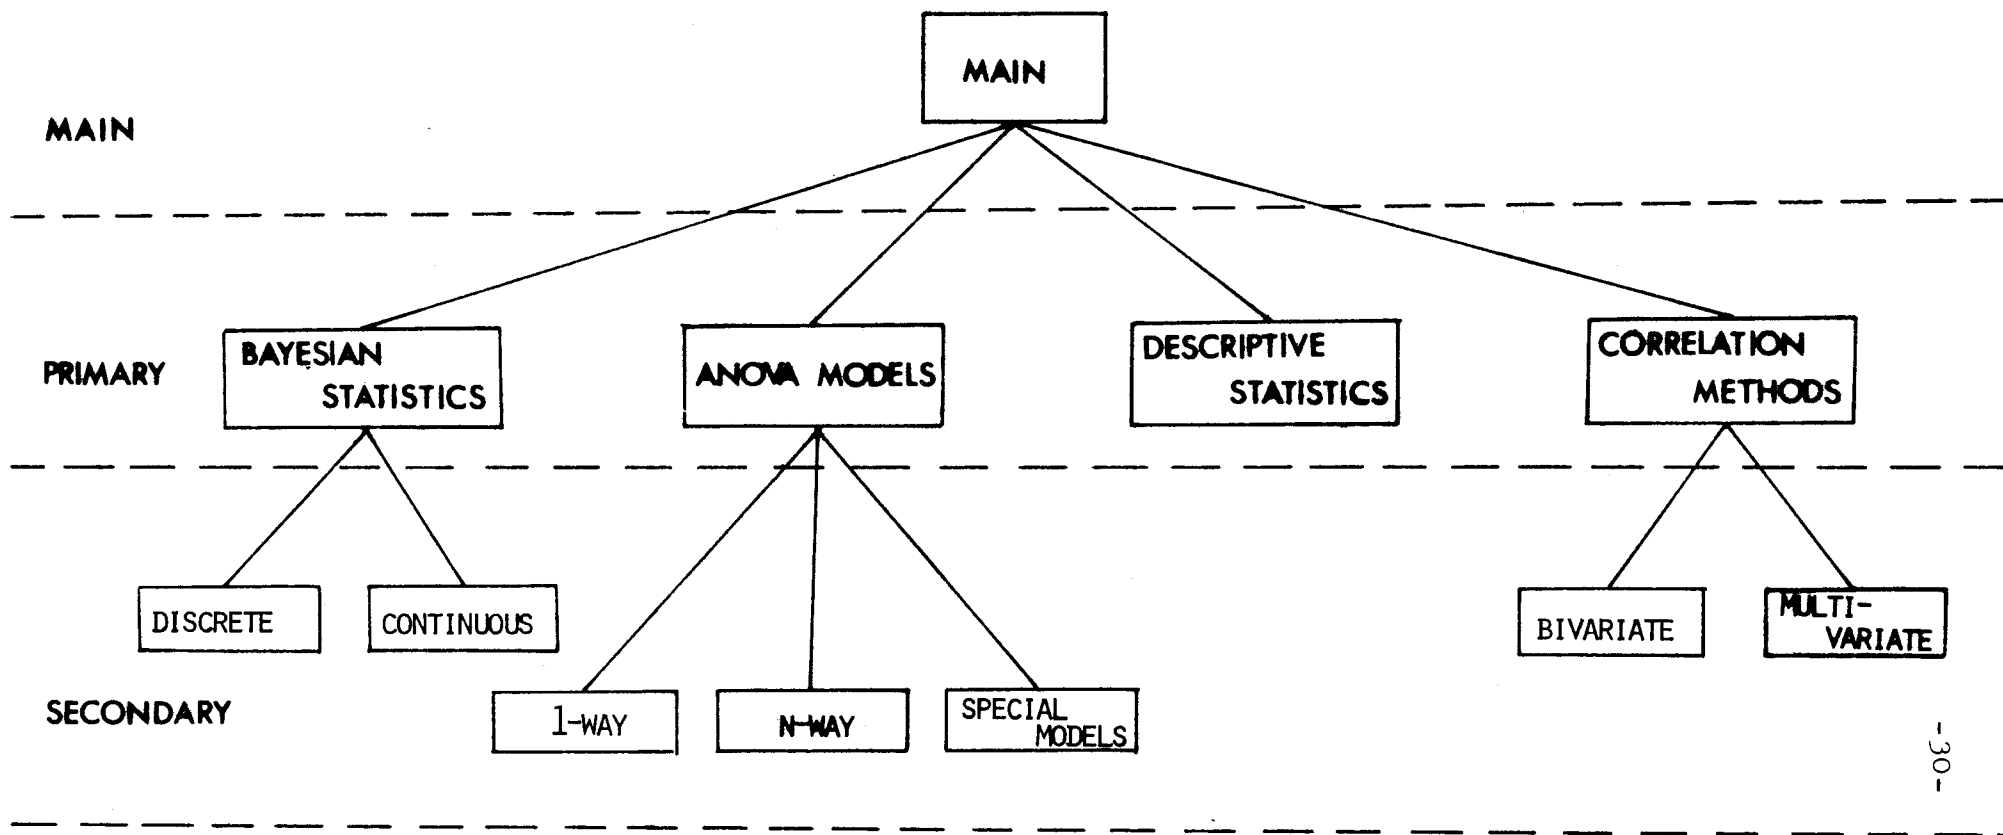 MAIN
MAIN
PRIMARY
BAYESIAN
STATISTICS
ANOVA MODELS
DESCRIPTIVE
STATISTICS
CORRELATION
METHODS
DISCRETE
CONTINUOUS
BIVARIATE
MULTI-
VARIATE
SECONDARY
1-WAY
N-WAY
SPECIAL
MODELS
-30-